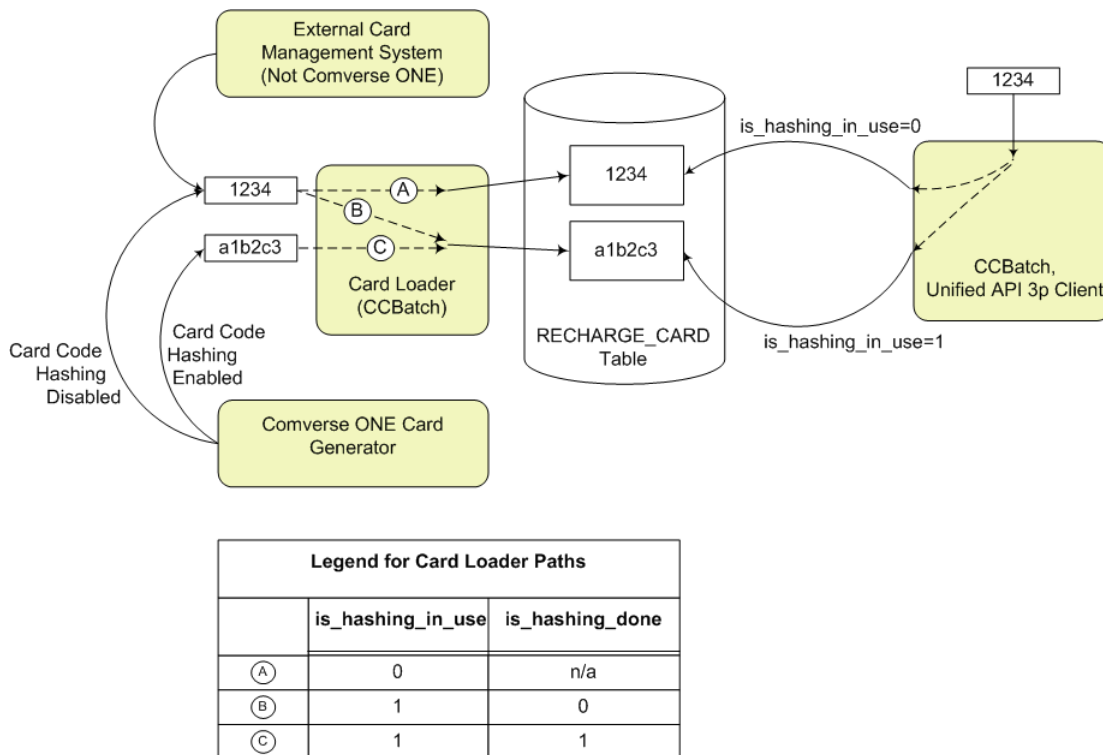 External Card
Management System
(Not Comverse ONE)
1234
is_hashing_in_use=0
1234
A
1234
B
a1b2c3
C
a1b2c3
Card Loader
(CCBatch)
CCBatch,
Unified API 3p Client
RECHARGE_CARD
Table
is_hashing_in_use=1
Card Code
Hashing
Disabled
Card Code
Hashing
Enabled
Comverse ONE Card
Generator
Legend for Card Loader Paths
is_hashing_in_use is_hashing_done
A 0 n/a
B 1 0
C 1 1